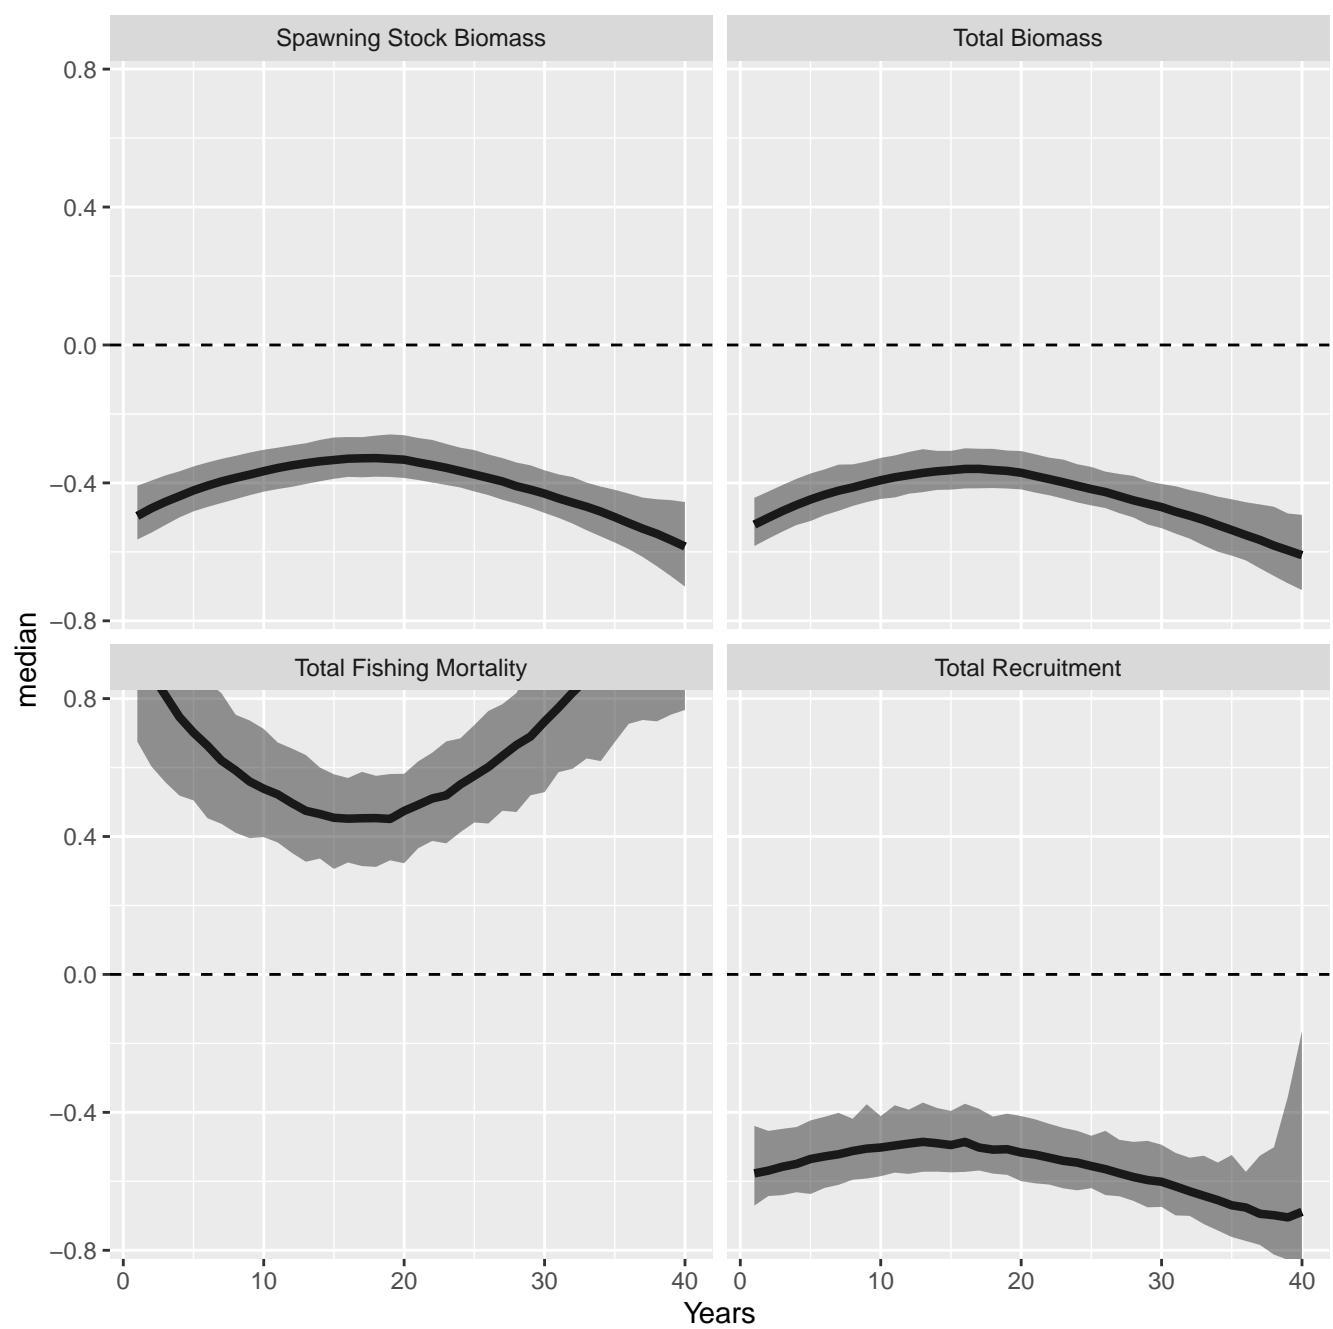 Spawning Stock Biomass
Total Biomass
0.8
0.4
0.0
−0.4
−0.8
median
Total Fishing Mortality
Total Recruitment
0.8
0.4
0.0
−0.4
−0.8
0 10 20 30 40
0 10 20 30 40
Years